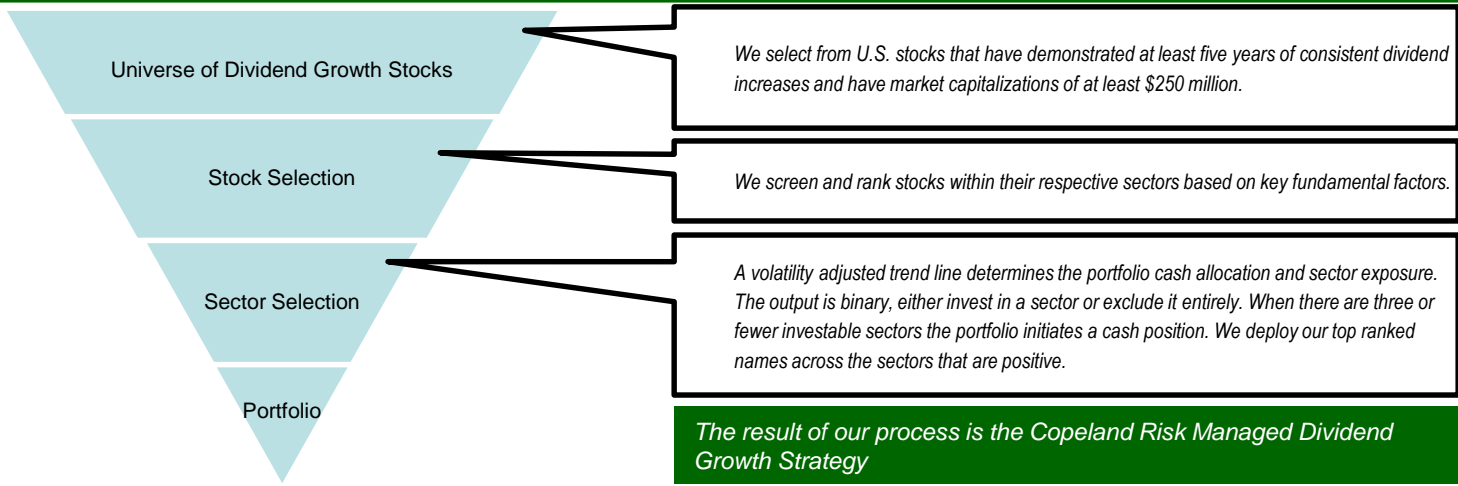 Universe of Dividend Growth Stocks
We select from U.S. stocks that have demonstrated at least five years of consistent dividend
increases and have market capitalizations of at least $250 million.
Stock Selection
We screen and rank stocks within their respective sectors based on key fundamental factors.
Sector Selection
A volatility adjusted trend line determines the portfolio cash allocation and sector exposure.
The output is binary, either invest in a sector or exclude it entirely. When there are three or
fewer investable sectors the portfolio initiates a cash position. We deploy our top ranked
names across the sectors that are positive.
Portfolio
The result of our process is the Copeland Risk Managed Dividend
Growth Strategy